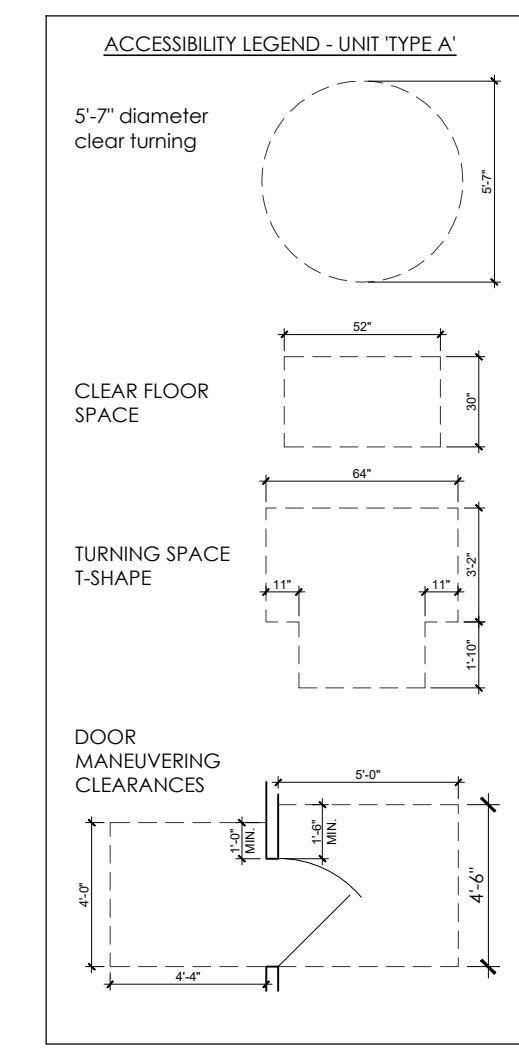 ACCESSIBILITY LEGEND - UNIT 'TYPE A'
5'-7" diameter
clear turning
5'-7"
52"
CLEAR FLOOR
SPACE
30"
64"
TURNING SPACE
T-SHAPE
11"
11"
3'-2"
1'-10"
DOOR
MANEUVERING
CLEARANCES
5'-0"
1'-0"
MIN.
1'-6"
MIN.
4'-0"
4'-6"
4'-4"